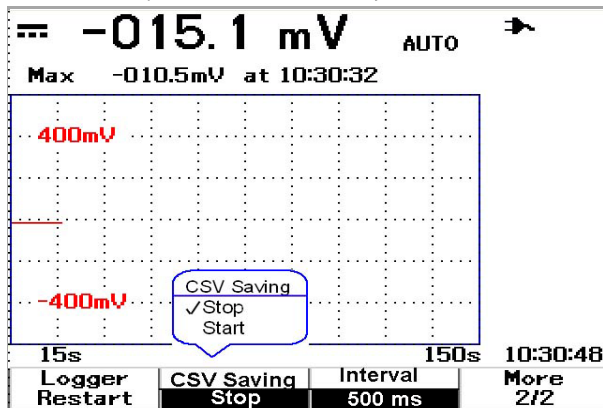 -015.1 mV AUTO
Max -010.5mV at 10:30:32
400mV
-400mV
CSV Saving
✓Stop
Start
15s 150s 10:30:48
Logger Restart
CSV Saving Stop
Interval 500 ms
More 2/2